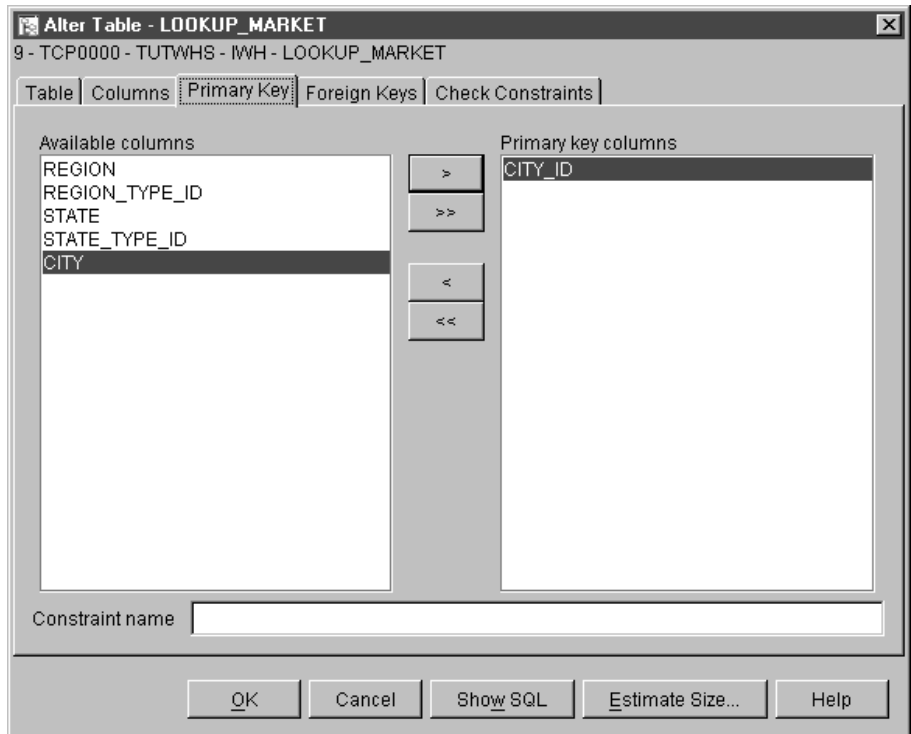 Alter Table - LOOKUP_MARKET
9 - TCP0000 - TUTWHS - IWH - LOOKUP_MARKET
Table Columns Primary Key Foreign Keys Check Constraints
Available columns
REGION
REGION_TYPE_ID
STATE
STATE_TYPE_ID
CITY
>
>>
<
<<
Primary key columns
CITY_ID
Constraint name
OK Cancel Show SQL Estimate Size... Help